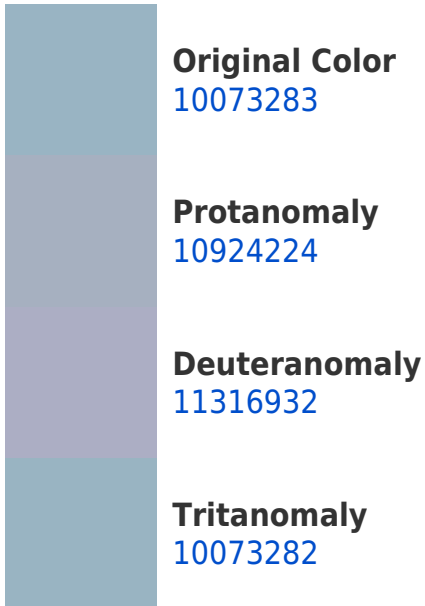 Original Color
10073283
Protanomaly
10924224
Deuteranomaly
11316932
Tritanomaly
10073282